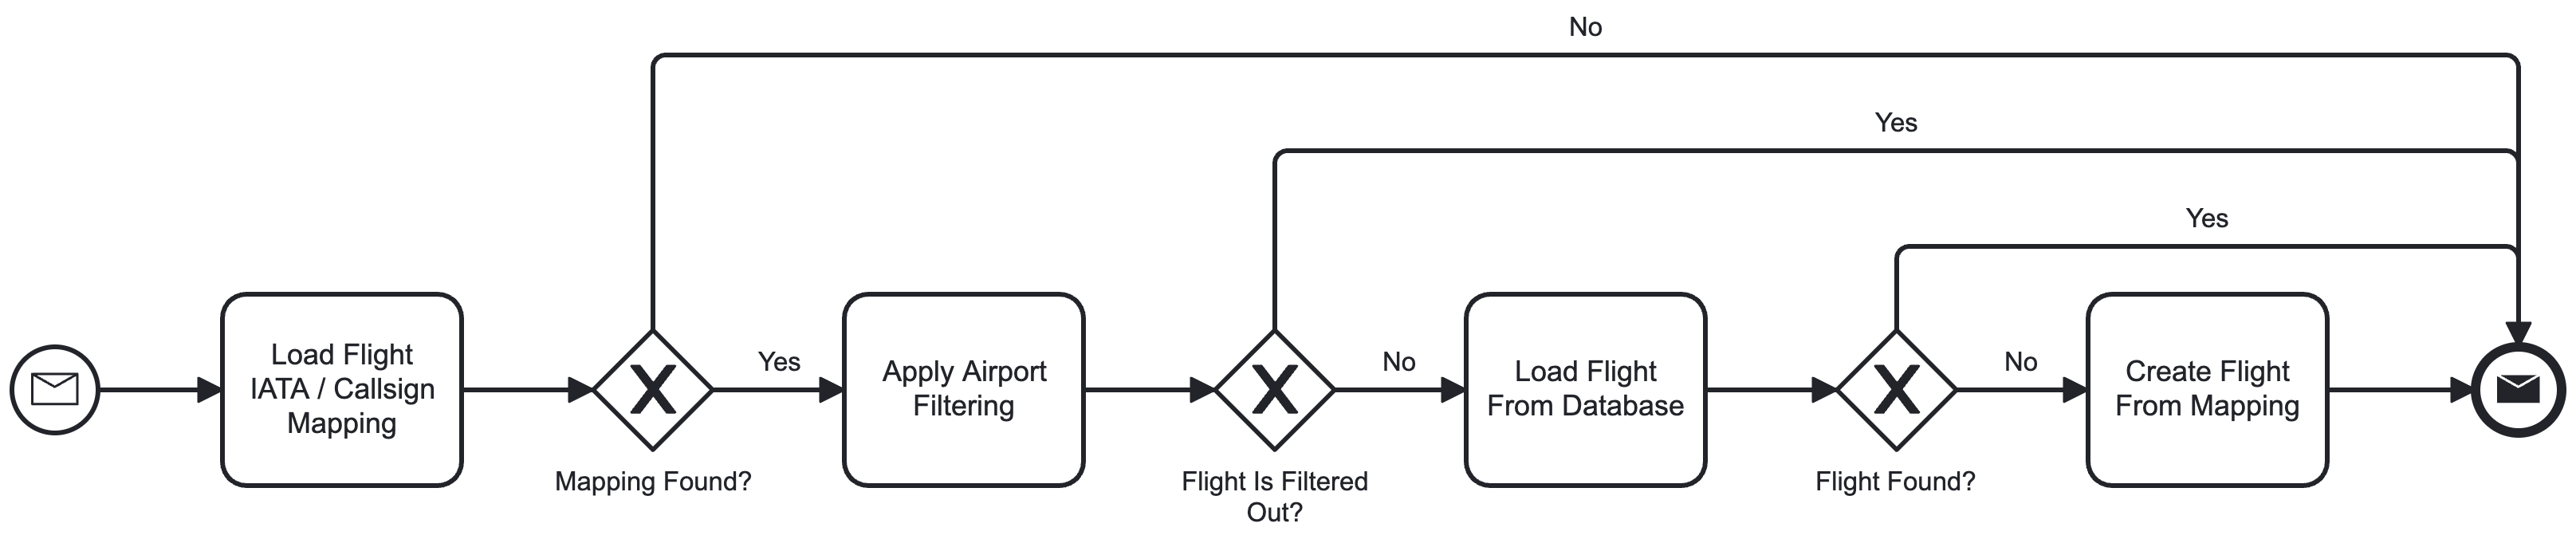 No
Yes
Yes
Load Flight
IATA / Callsign
Mapping
Mapping Found?
Yes
Apply Airport
Filtering
Flight Is Filtered
Out?
No
Load Flight
From Database
Flight Found?
No
Create Flight
From Mapping